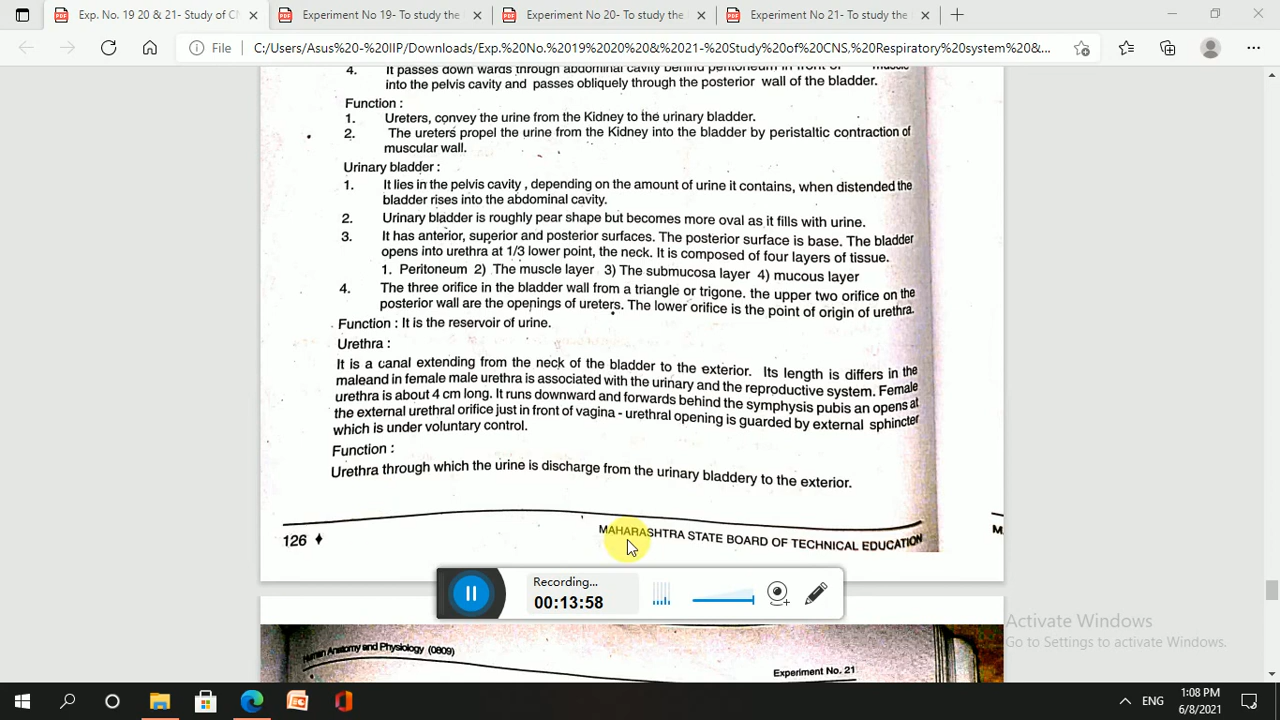 Exp. No. 19 20 & 21- Study of CN
Experiment No 19- To study the
Experiment No 20- To study the
Experiment No 21- To study the
File C:/Users/Asus%20-%20IIP/Downloads/Exp.%20No.%2019%2020%20&%2021-%20Study%20of%20CNS.%20Respiratory%20system%20&...
4. It passes down wards through abdominal cavity behind peritoneum in front of muscle
into the pelvis cavity and passes obliquely through the posterior wall of the bladder.
Function :
1. Ureters, convey the urine from the Kidney to the urinary bladder.
2. The ureters propel the urine from the Kidney into the bladder by peristaltic contraction of
muscular wall.
Urinary bladder :
1. It lies in the pelvis cavity , depending on the amount of urine it contains, when distended the
bladder rises into the abdominal cavity.
2. Urinary bladder is roughly pear shape but becomes more oval as it fills with urine.
3. It has anterior, superior and posterior surfaces. The posterior surface is base. The bladder
opens into urethra at 1/3 lower point, the neck. It is composed of four layers of tissue.
1. Peritoneum 2) The muscle layer 3) The submucosa layer 4) mucous layer
4. The three orifice in the bladder wall from a triangle or trigone. the upper two orifice on the
posterior wall are the openings of ureters. The lower orifice is the point of origin of urethra.
Function : It is the reservoir of urine.
Urethra :
It is a canal extending from the neck of the bladder to the exterior. Its length is differs in the
maleand in female male urethra is associated with the urinary and the reproductive system. Female
urethra is about 4 cm long. It runs downward and forwards behind the symphysis pubis an opens at
the external urethral orifice just in front of vagina - urethral opening is guarded by external sphincter
which is under voluntary control.
Function :
Urethra through which the urine is discharge from the urinary bladdery to the exterior.
126 MAHARASHTRA STATE BOARD OF TECHNICAL EDUCATION
M
Recording...
00:13:58
Activate Windows
Go to Settings to activate Windows.
Human Anatomy and Physiology (0809)
Experiment No. 21
ENG
1:08 PM
6/8/2021